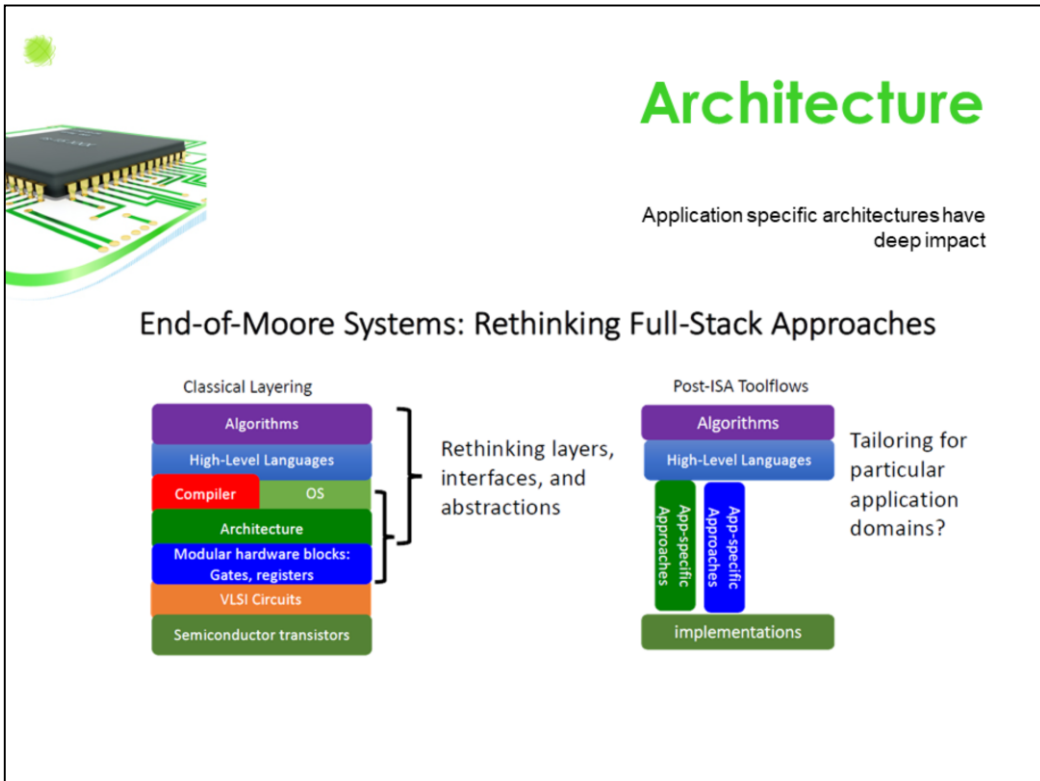 Architecture
Application specific architectures have
deep impact
End-of-Moore Systems: Rethinking Full-Stack Approaches
Classical Layering
Algorithms
High-Level Languages
Compiler
OS
Architecture
Modular hardware blocks:
Gates, registers
VLSI Circuits
Semiconductor transistors
Rethinking layers,
interfaces, and
abstractions
Post-ISA Toolflows
Algorithms
High-Level Languages
App-specific
Approaches
App-specific
Approaches
implementations
Tailoring for
particular
application
domains?